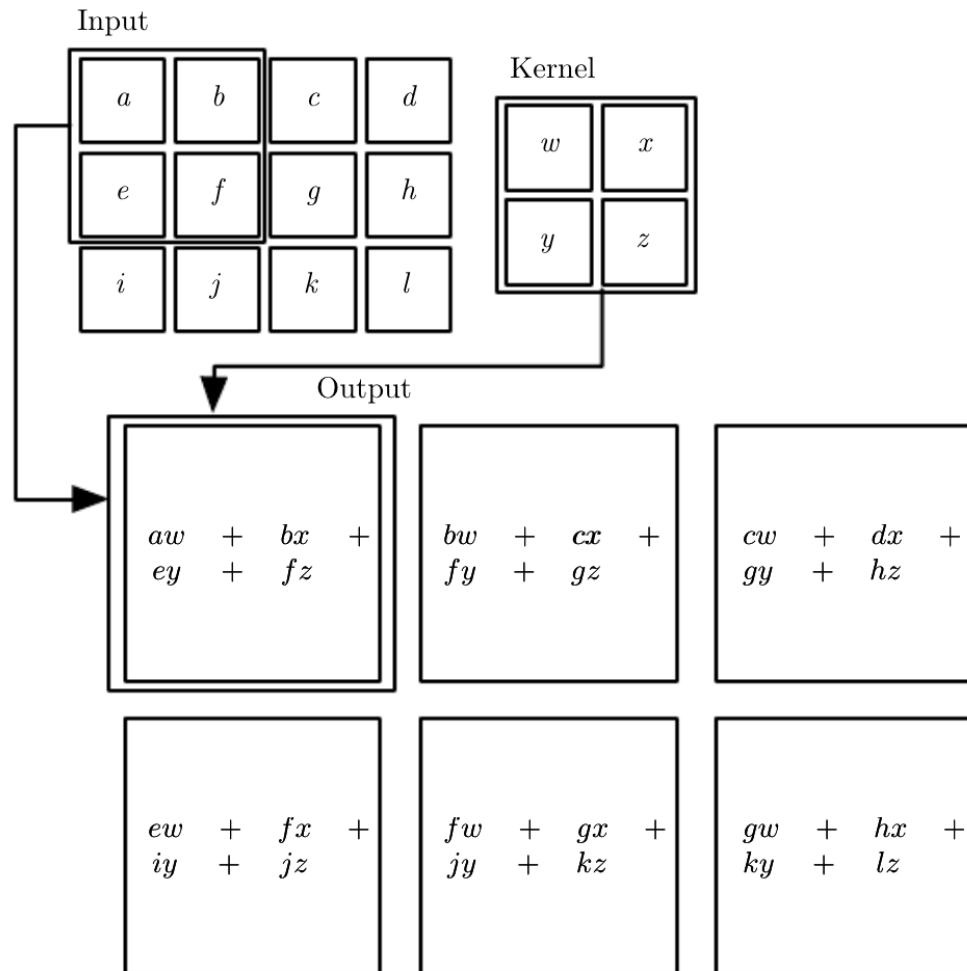 Input
a b c d
e f g h
i j k l
Kernel
w x
y z
Output
aw + bx +
ey + fz
bw + cx +
fy + gz
cw + dx +
gy + hz
ew + fx +
iy + jz
fw + gx +
jy + kz
gw + hx +
ky + lz